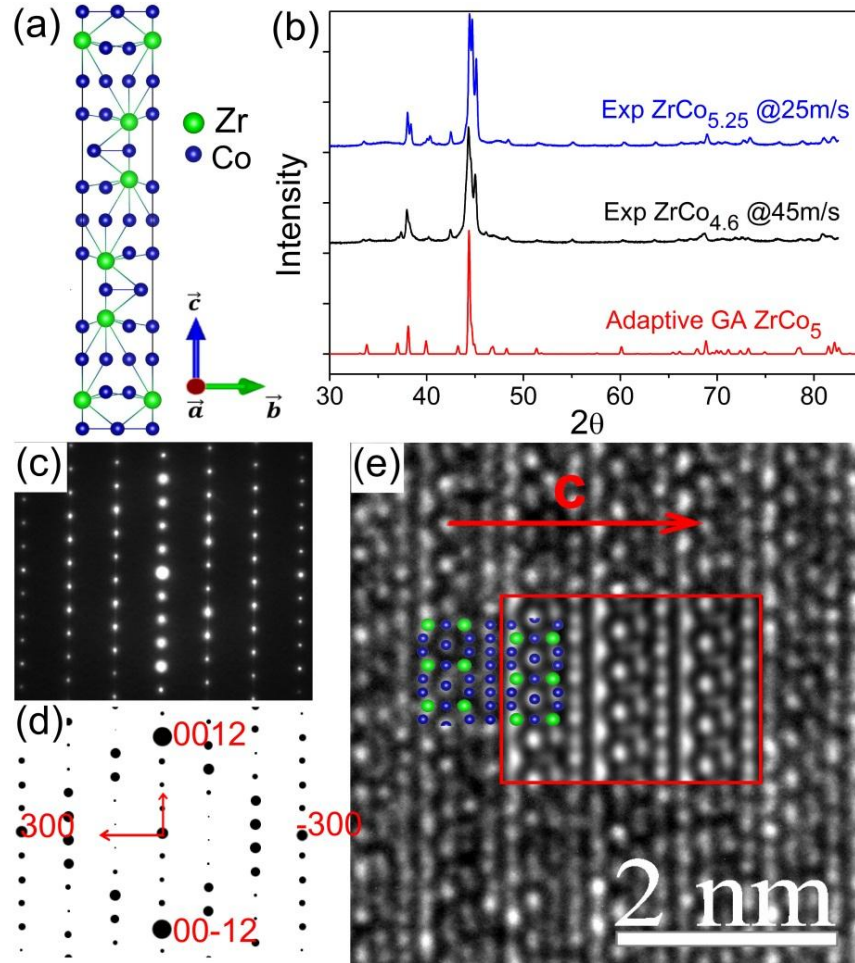 (a)
Zr
Co
c
a
b
(b)
Intensity
Exp ZrCo5.25 @25m/s
Exp ZrCo4.6 @45m/s
Adaptive GA ZrCo5
30 40 50 60 70 80
2θ
(c)
(d)
0012
300
-300
00-12
(e)
c
2 nm